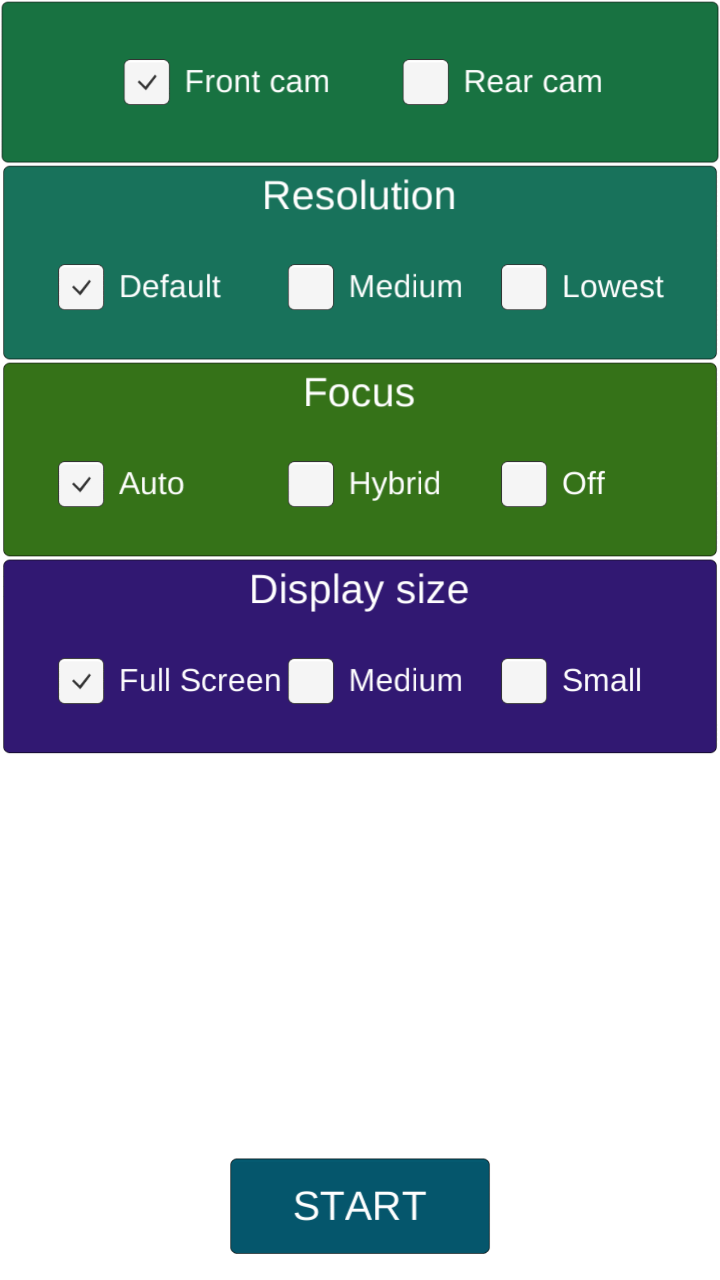 Front cam Rear cam
Resolution
Default Medium Lowest
Focus
Auto Hybrid Off
Display size
Full Screen Medium Small
START